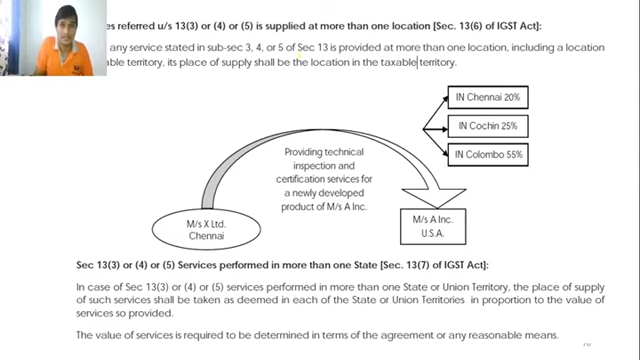 es referred u/s 13(3) or (4) or (5) is supplied at more than one location [Sec. 13(6) of IGST Act]:
any service stated in sub-sec 3, 4, or 5 of Sec 13 is provided at more than one location, including a location
able territory, its place of supply shall be the location in the taxable territory.
IN Chennai 20%
IN Cochin 25%
IN Colombo 55%
Providing technical
inspection and
certification services for
a newly developed
product of M/s A Inc.
M/s X Ltd.
Chennai
M/s A Inc.
U.S.A.
Sec 13(3) or (4) or (5) Services performed in more than one State [Sec. 13(7) of IGST Act]:
In case of Sec 13(3) or (4) or (5) services performed in more than one State or Union Territory, the place of supply
of such services shall be taken as deemed in each of the State or Union Territories in proportion to the value of
services so provided.
The value of services is required to be determined in terms of the agreement or any reasonable means.